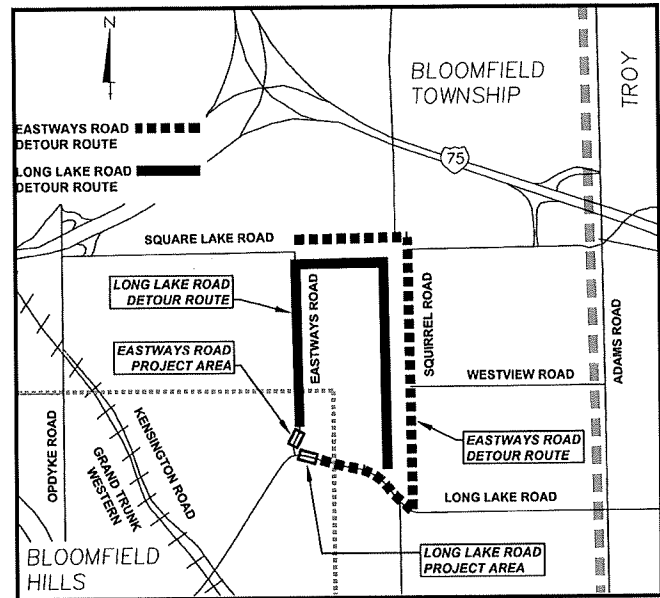 N
BLOOMFIELD
TOWNSHIP
TROY
EASTWAYS ROAD
DETOUR ROUTE
LONG LAKE ROAD
DETOUR ROUTE
75
SQUARE LAKE ROAD
LONG LAKE ROAD
DETOUR ROUTE
EASTWAYS ROAD
SQUIRREL ROAD
ADAMS ROAD
EASTWAYS ROAD
PROJECT AREA
WESTVIEW ROAD
OPDYKE ROAD
KENSINGTON ROAD
GRAND TRUNK
WESTERN
EASTWAYS ROAD
DETOUR ROUTE
LONG LAKE ROAD
BLOOMFIELD
HILLS
LONG LAKE ROAD
PROJECT AREA